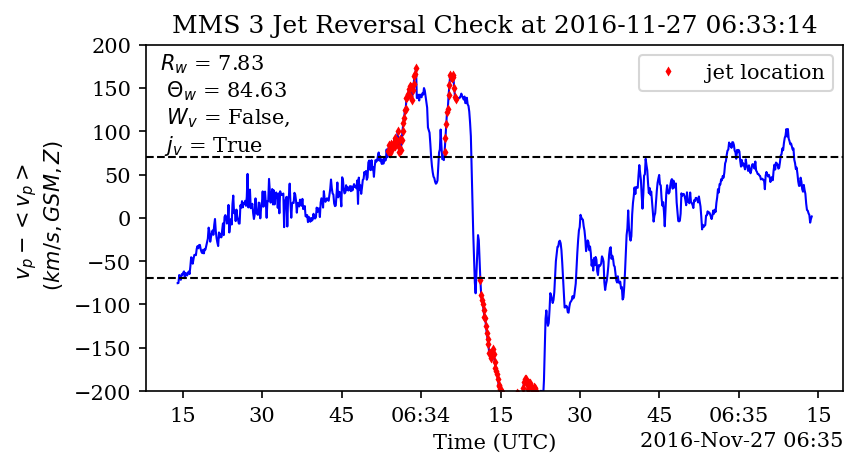 MMS 3 Jet Reversal Check at 2016-11-27 06:33:14
R_w = 7.83
Θ_w = 84.63
W_v = False,
j_v = True
jet location
200
150
100
50
0
−50
−100
−150
−200
v_p − < v_p >
(km/s, GSM, Z)
15 30 45 06:34 15 30 45 06:35 15
Time (UTC)
2016-Nov-27 06:35